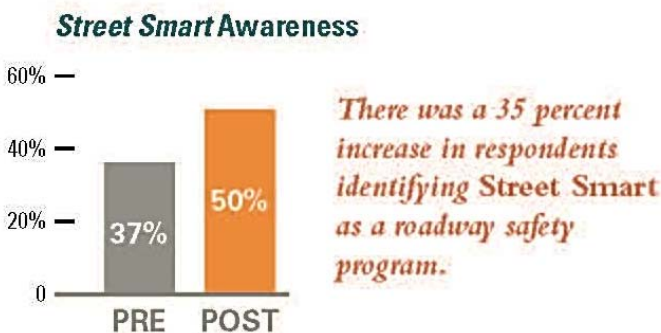 Street Smart Awareness
60%
40%
20%
0
37%
50%
PRE POST
There was a 35 percent
increase in respondents
identifying Street Smart
as a roadway safety
program.